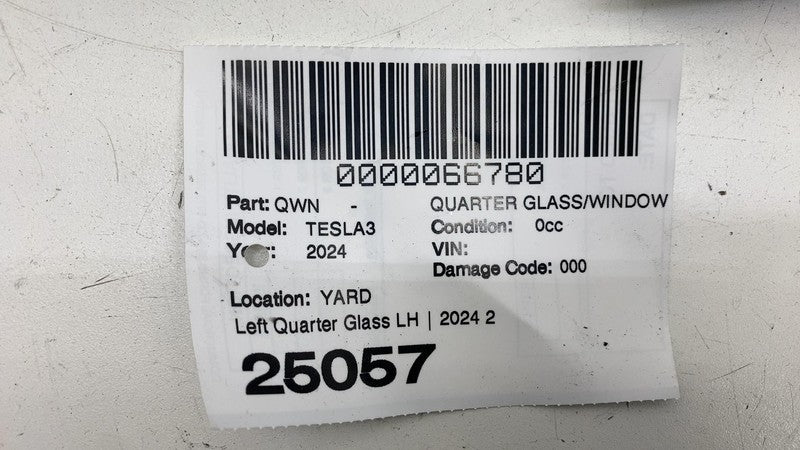 0000066780
Part: QWN - QUARTER GLASS/WINDOW
Model: TESLA3 Condition: 0cc
Year: 2024 VIN:
Damage Code: 000
Location: YARD
Left Quarter Glass LH | 2024 2
25057